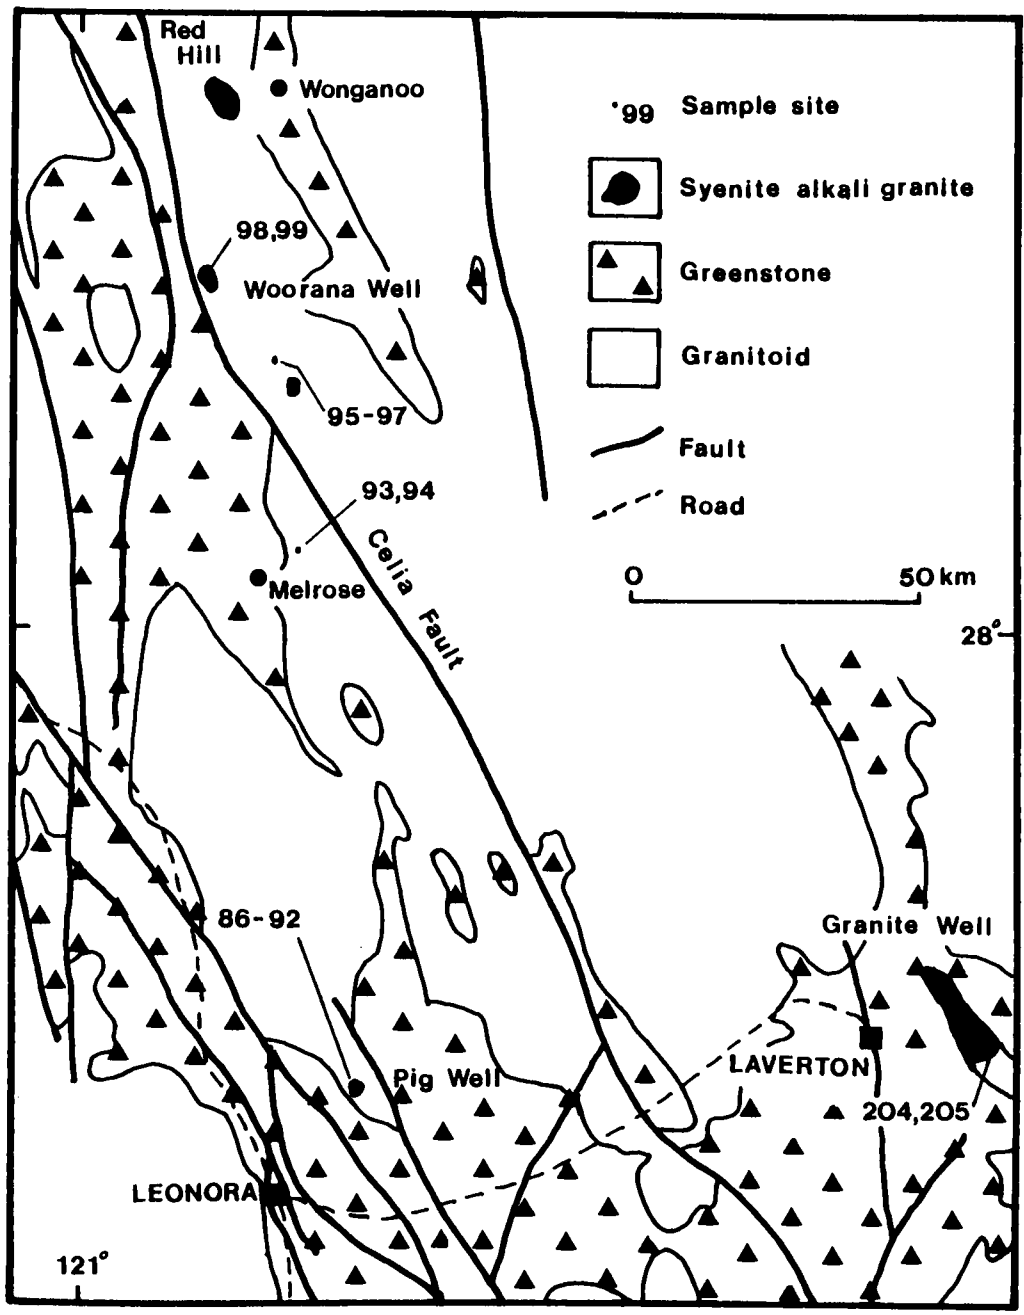 Red
Hill
Wonganoo
98,99
Woorana Well
95-97
93,94
Melrose
Celia Fault
·99 Sample site
Syenite alkali granite
Greenstone
Granitoid
Fault
Road
0 50 km
28°
86-92
Pig Well
Granite Well
LAVERTON
204,205
LEONORA
121°